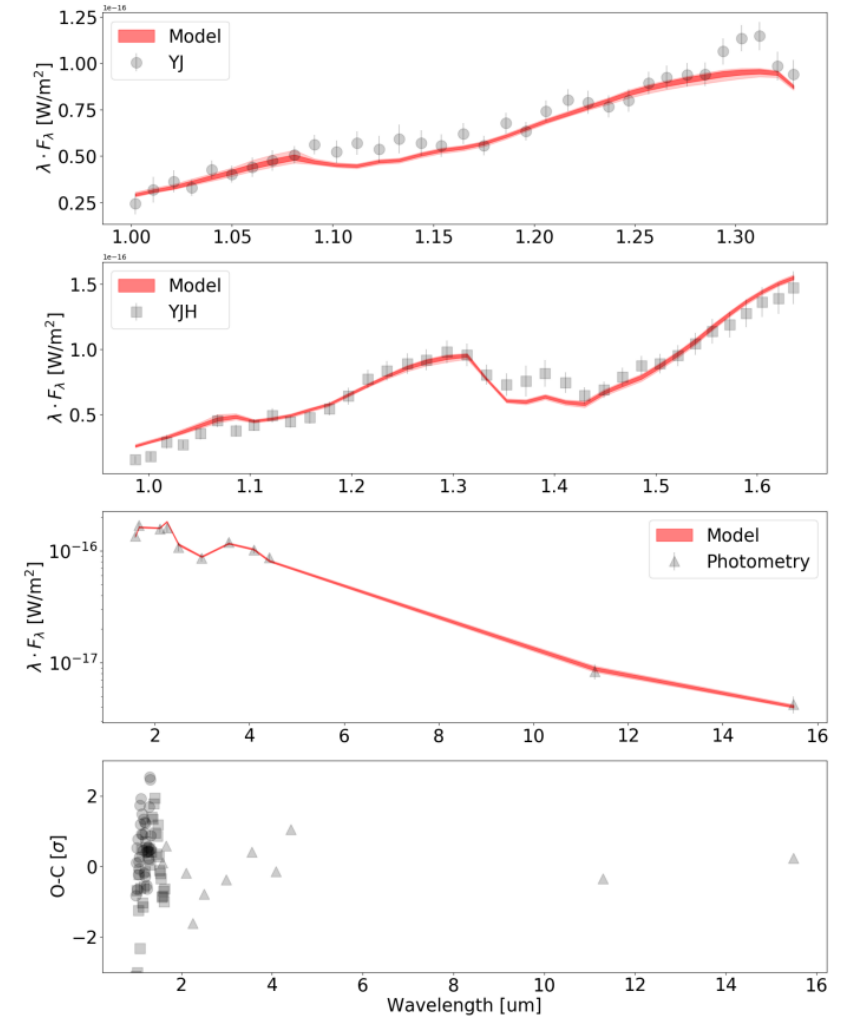 1e−16
1.25
1.00
0.75
0.50
0.25
λ · Fλ [W/m²]
Model
YJ
1.00 1.05 1.10 1.15 1.20 1.25 1.30
1e−16
1.5
1.0
0.5
λ · Fλ [W/m²]
Model
YJH
1.0 1.1 1.2 1.3 1.4 1.5 1.6
10⁻¹⁶
10⁻¹⁷
λ · Fλ [W/m²]
Model
Photometry
2 4 6 8 10 12 14 16
2
0
−2
O-C [σ]
2 4 6 8 10 12 14 16
Wavelength [um]